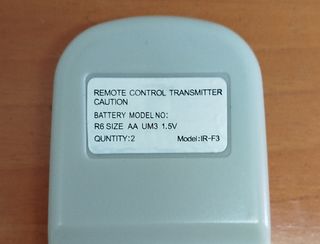 REMOTE CONTROL TRANSMITTER
CAUTION
BATTERY MODEL NO:
R6 SIZE AA UM3 1.5V
QUNTITY:2 Model:IR-F3